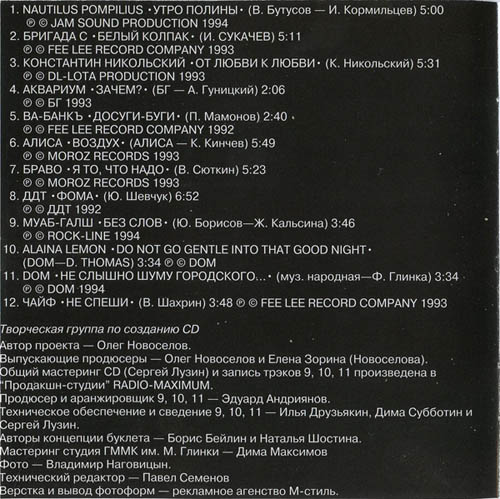 1. NAUTILUS POMPILIUS •УТРО ПОЛИНЫ• (В. Бутусов — И. Кормильцев) 5:00
Ⓟ © JAM SOUND PRODUCTION 1994
2. БРИГАДА С •БЕЛЫЙ КОЛПАК• (И. СУКАЧЕВ) 5:11
Ⓟ © FEE LEE RECORD COMPANY 1993
3. КОНСТАНТИН НИКОЛЬСКИЙ •ОТ ЛЮБВИ К ЛЮБВИ• (К. Никольский) 5:31
Ⓟ © DL-LOTA PRODUCTION 1993
4. АКВАРИУМ •ЗАЧЕМ?• (БГ — А. Гуницкий) 2:06
Ⓟ © БГ 1993
5. ВА-БАНКЪ •ДОСУГИ-БУГИ• (П. Мамонов) 2:40
Ⓟ © FEE LEE RECORD COMPANY 1992
6. АЛИСА •ВОЗДУХ• (АЛИСА — К. Кинчев) 5:49
Ⓟ © MOROZ RECORDS 1993
7. БРАВО •Я ТО, ЧТО НАДО• (В. Сюткин) 5:23
Ⓟ © MOROZ RECORDS 1993
8. ДДТ •ФОМА• (Ю. Шевчук) 6:52
Ⓟ © ДДТ 1992
9. МУАБ-ГАЛШ •БЕЗ СЛОВ• (Ю. Борисов—Ж. Кальсина) 3:46
Ⓟ © ROCK-LINE 1994
10. ALAINA LEMON •DO NOT GO GENTLE INTO THAT GOOD NIGHT•
(DOM—D. THOMAS) 3:34 Ⓟ © DOM
11. DOM •НЕ СЛЫШНО ШУМУ ГОРОДСКОГО...• (муз. народная—Ф. Глинка) 3:34
Ⓟ © DOM 1994
12. ЧАЙФ •НЕ СПЕШИ• (В. Шахрин) 3:48 Ⓟ © FEE LEE RECORD COMPANY 1993
Творческая группа по созданию CD
Автор проекта — Олег Новоселов.
Выпускающие продюсеры — Олег Новоселов и Елена Зорина (Новоселова).
Общий мастеринг CD (Сергей Лузин) и запись трэков 9, 10, 11 произведена в
"Продакшн-студии" RADIO-MAXIMUM.
Продюсер и аранжировщик 9, 10, 11 — Эдуард Андриянов.
Техническое обеспечение и сведение 9, 10, 11 — Илья Друзьякин, Дима Субботин и
Сергей Лузин.
Авторы концепции буклета — Борис Бейлин и Наталья Шостина.
Мастеринг студия ГММК им. М. Глинки — Дима Максимов
Фото — Владимир Наговицын.
Технический редактор — Павел Семенов
Верстка и вывод фотоформ — рекламное агенство М-стиль.